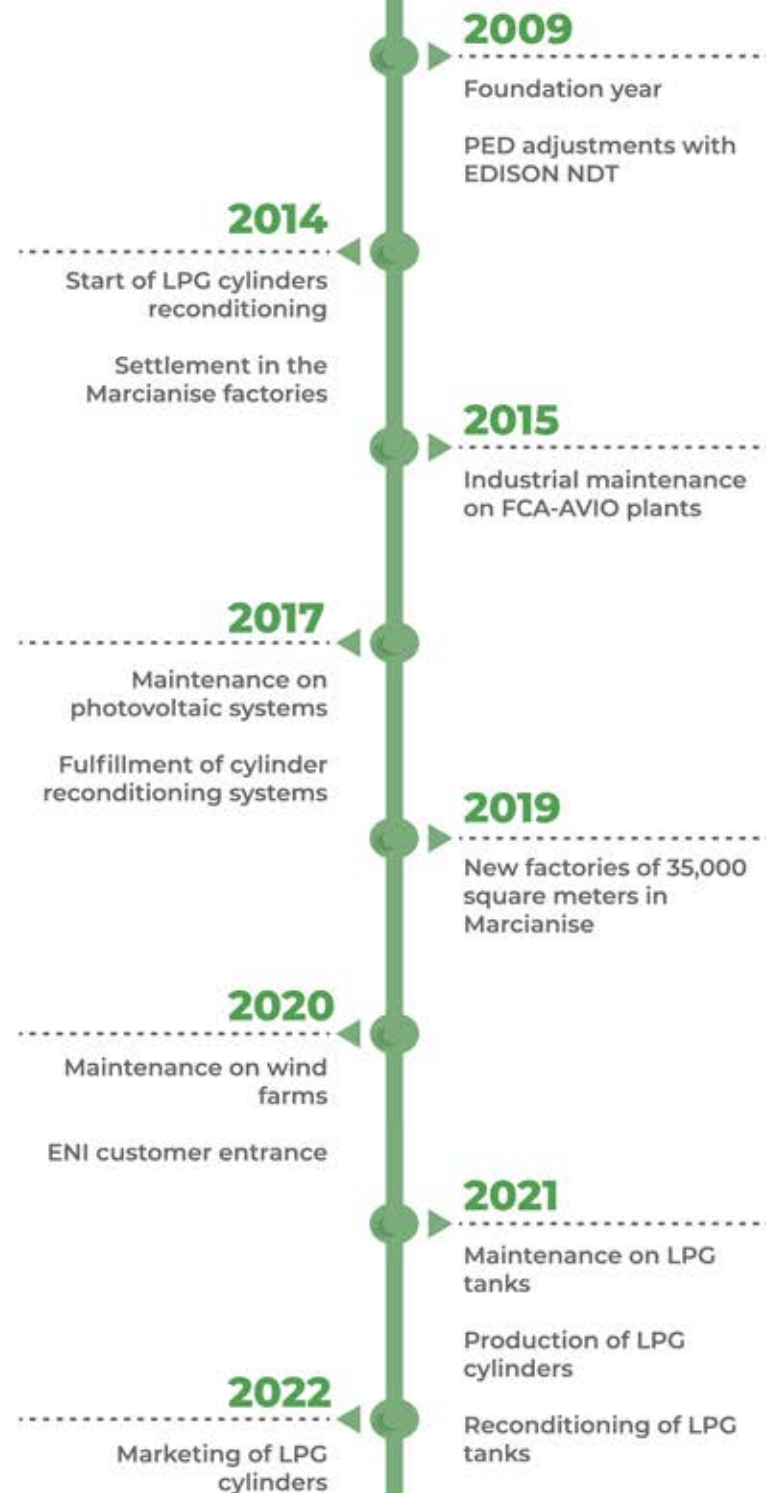 2009
Foundation year
PED adjustments with
EDISON NDT
2014
Start of LPG cylinders
reconditioning
Settlement in the
Marcianise factories
2015
Industrial maintenance
on FCA-AVIO plants
2017
Maintenance on
photovoltaic systems
Fulfillment of cylinder
reconditioning systems
2019
New factories of 35,000
square meters in
Marcianise
2020
Maintenance on wind
farms
ENI customer entrance
2021
Maintenance on LPG
tanks
Production of LPG
cylinders
Reconditioning of LPG
tanks
2022
Marketing of LPG
cylinders